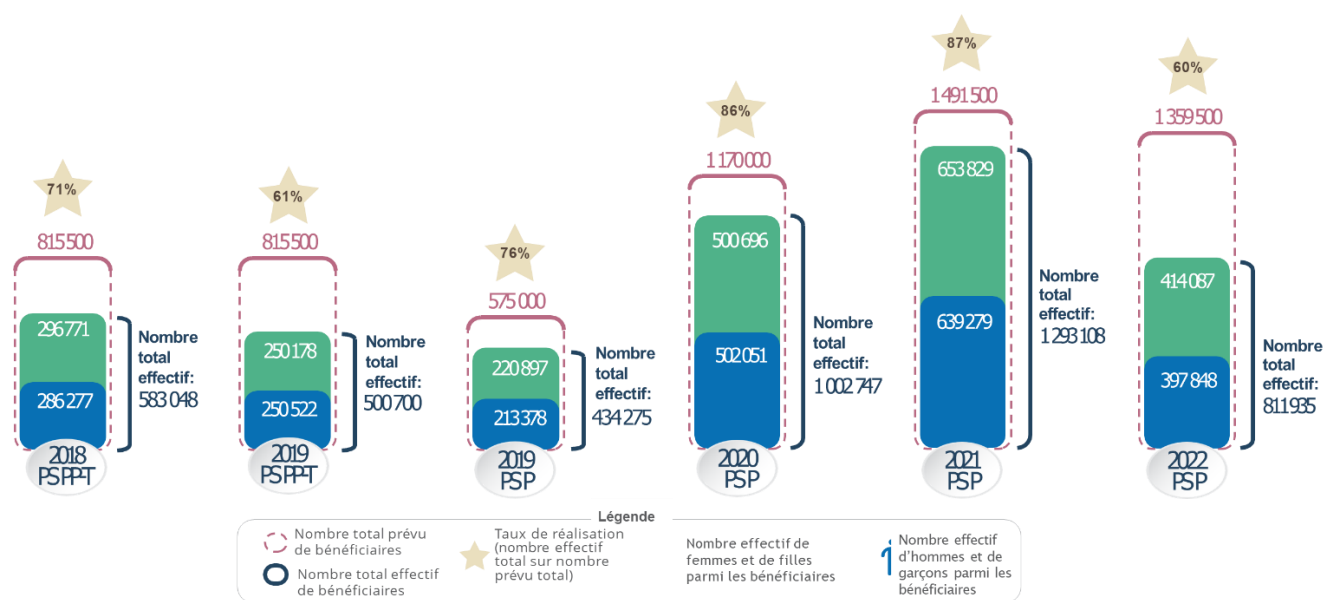 71%
815 500
296 771
286 277
Nombre
total
effectif:
583 048
2018
PSPP-T
61%
815 500
250 178
250 522
Nombre
total
effectif:
500 700
2019
PSPP-T
76%
575 000
220 897
213 378
Nombre
total
effectif:
434 275
2019
PSP
86%
1 170 000
500 696
502 051
Nombre
total
effectif:
1 002 747
2020
PSP
87%
1 491 500
653 829
639 279
Nombre
total
effectif:
1 293 108
2021
PSP
60%
1 359 500
414 087
397 848
Nombre
total
effectif:
811 935
2022
PSP
Légende
Nombre total prévu
de bénéficiaires
Nombre total effectif
de bénéficiaires
Taux de réalisation
(nombre effectif
total sur nombre
prévu total)
Nombre effectif de
femmes et de filles
parmi les bénéficiaires
Nombre effectif
d'hommes et de
garçons parmi les
bénéficiaires